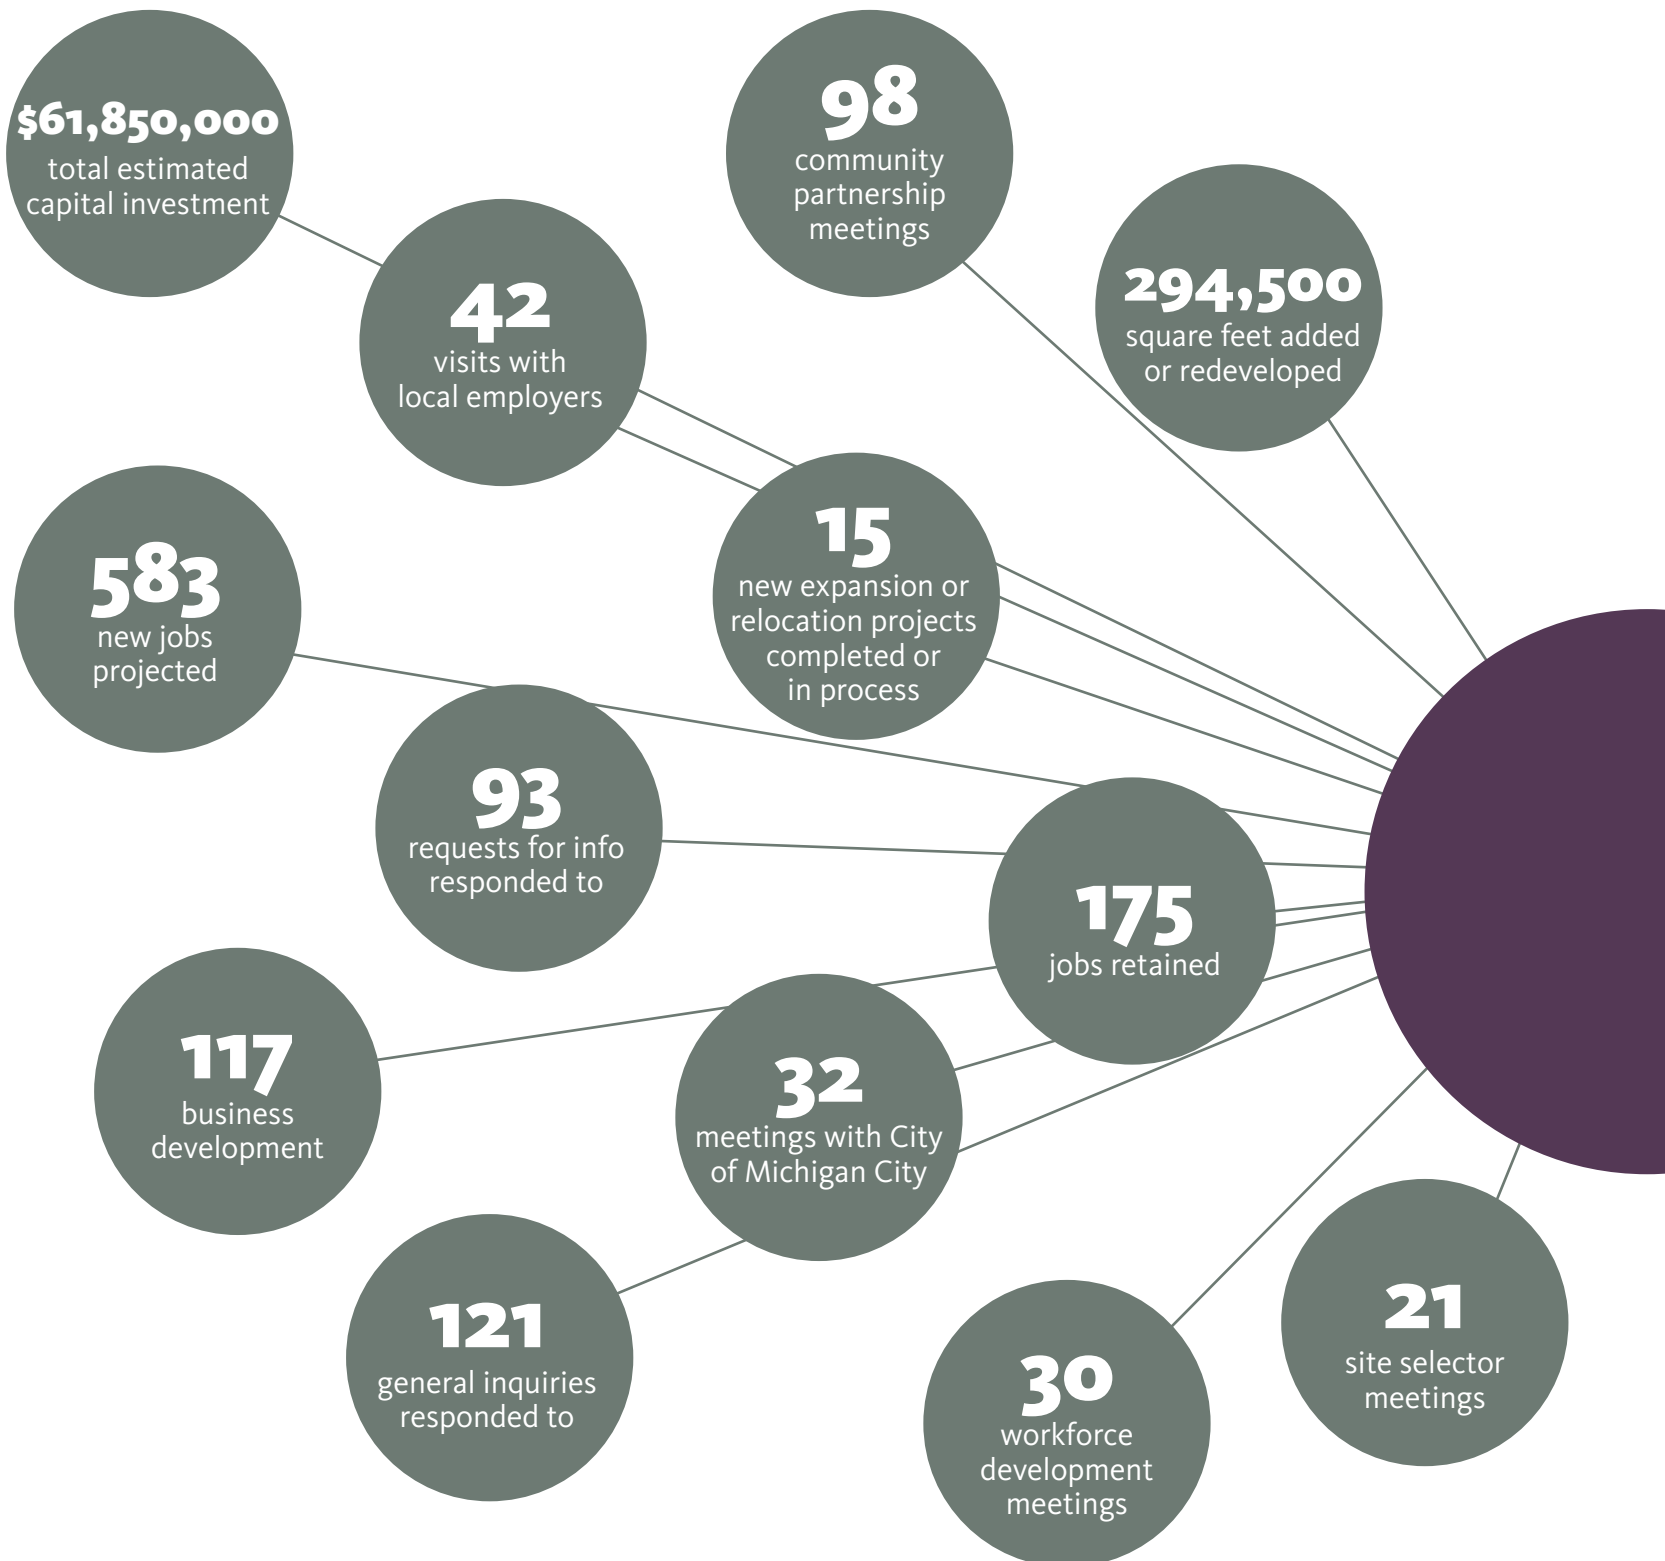 $61,850,000
total estimated
capital investment
98
community
partnership
meetings
294,500
square feet added
or redeveloped
42
visits with
local employers
15
new expansion or
relocation projects
completed or
in process
583
new jobs
projected
93
requests for info
responded to
175
jobs retained
117
business
development
32
meetings with City
of Michigan City
121
general inquiries
responded to
30
workforce
development
meetings
21
site selector
meetings